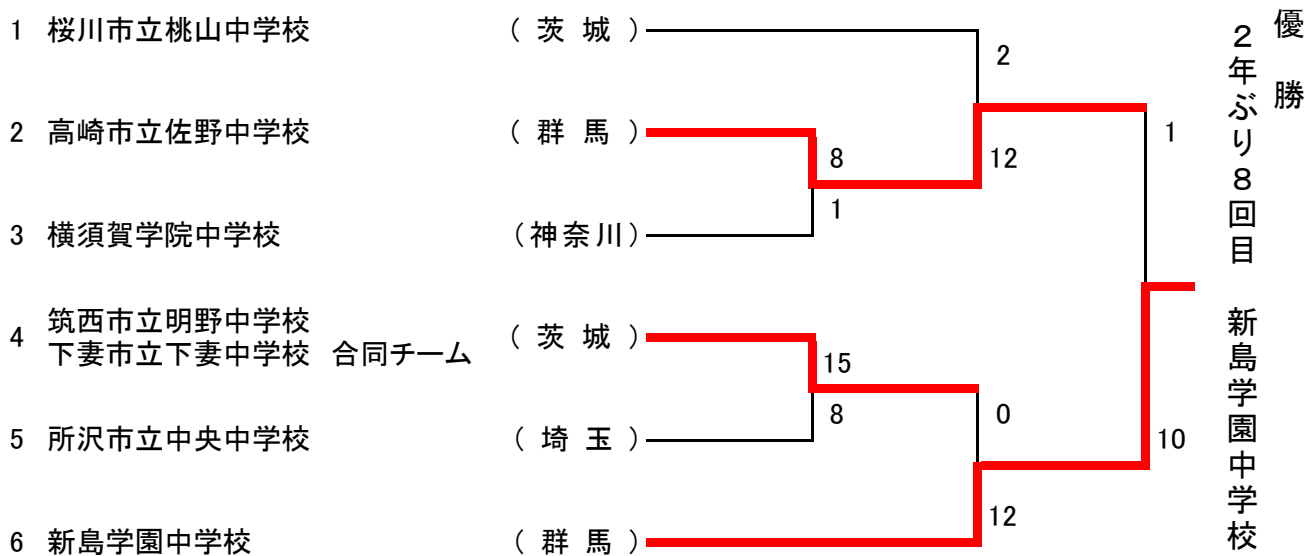 1 桜川市立桃山中学校 （ 茨 城 ）
2
2 高崎市立佐野中学校 （ 群 馬 ）
8
12
1
3 横須賀学院中学校 （神奈川）
1
4 筑西市立明野中学校
下妻市立下妻中学校 合同チーム （ 茨 城 ）
15
8
0
5 所沢市立中央中学校 （ 埼 玉 ）
10
12
6 新島学園中学校 （ 群 馬 ）
優 勝
２年ぶり８回目 新島学園中学校